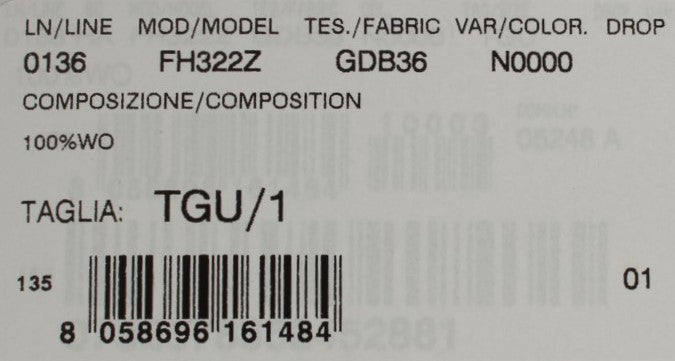 LN/LINE MOD/MODEL TES./FABRIC VAR/COLOR. DROP
0136 FH322Z GDB36 N0000
COMPOSIZIONE/COMPOSITION
100%WO
TAGLIA: TGU/1
135
01
8 058696 161484